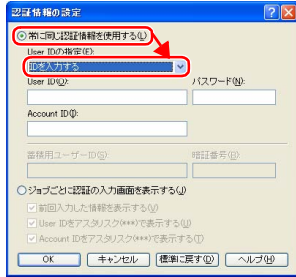 認証情報の設定
常に同じ認証情報を使用する(L)
User IDの指定(F):
IDを入力する
User ID(Q): パスワード(N):
Account ID(I):
蓄積用ユーザーID(S): 暗証番号(P):
ジョブごとに認証の入力画面を表示する(J)
前回入力した情報を表示する(V)
User IDをアスタリスク(***)で表示する(U)
Account IDをアスタリスク(***)で表示する(T)
OK キャンセル 標準に戻す(D) ヘルプ(H)